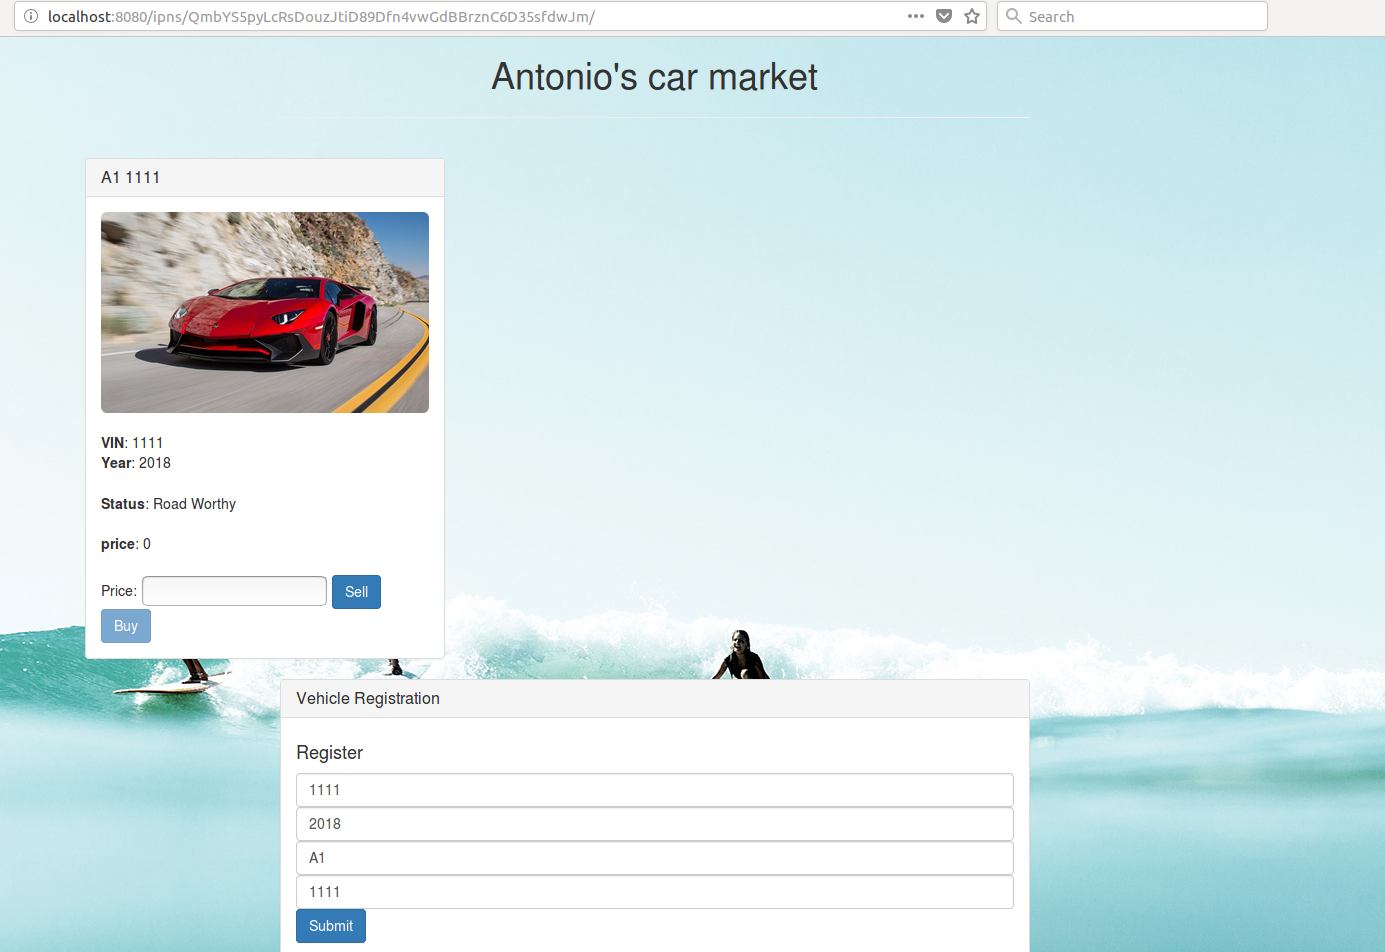 localhost:8080/ipns/QmbYS5pyLcRsDouzJtiD89Dfn4vwGdBBrznC6D35sfdwJm/
Search
Antonio's car market
A1 1111
VIN: 1111
Year: 2018
Status: Road Worthy
price: 0
Price:
Sell
Buy
Vehicle Registration
Register
1111
2018
A1
1111
Submit